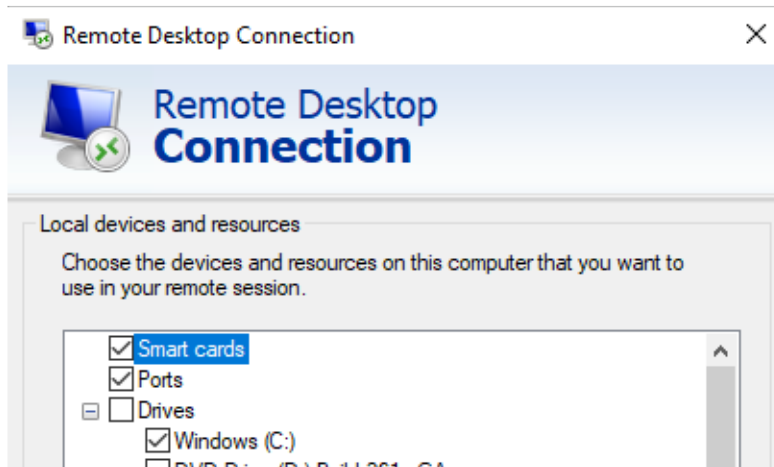 Remote Desktop Connection
Remote Desktop
Connection
Local devices and resources
Choose the devices and resources on this computer that you want to
use in your remote session.
Smart cards
Ports
Drives
Windows (C:)